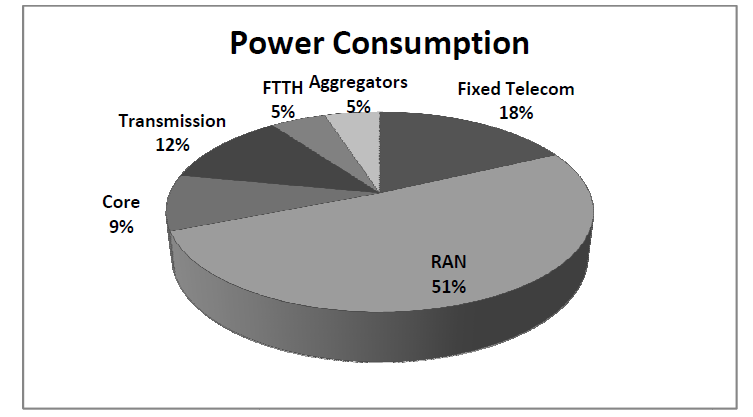 Power Consumption
FTTH
5%
Aggregators
5%
Fixed Telecom
18%
Transmission
12%
Core
9%
RAN
51%